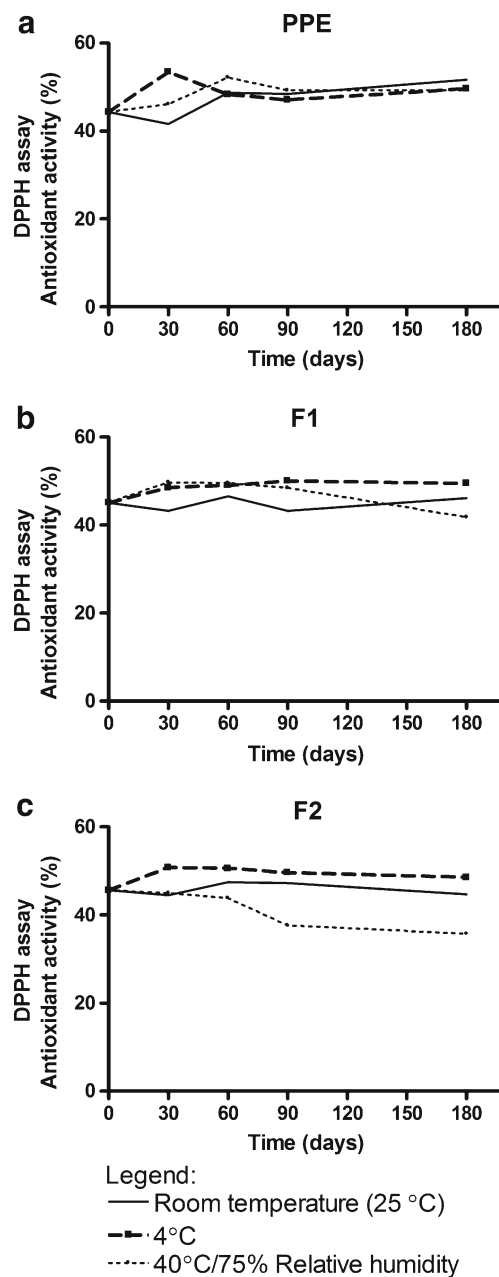 a
PPE
DPPH assay
Antioxidant activity (%)
60
40
20
0
0 30 60 90 120 150 180
Time (days)
b
F1
DPPH assay
Antioxidant activity (%)
60
40
20
0
0 30 60 90 120 150 180
Time (days)
c
F2
DPPH assay
Antioxidant activity (%)
60
40
20
0
0 30 60 90 120 150 180
Time (days)
Legend:
Room temperature (25 °C)
4°C
40°C/75% Relative humidity